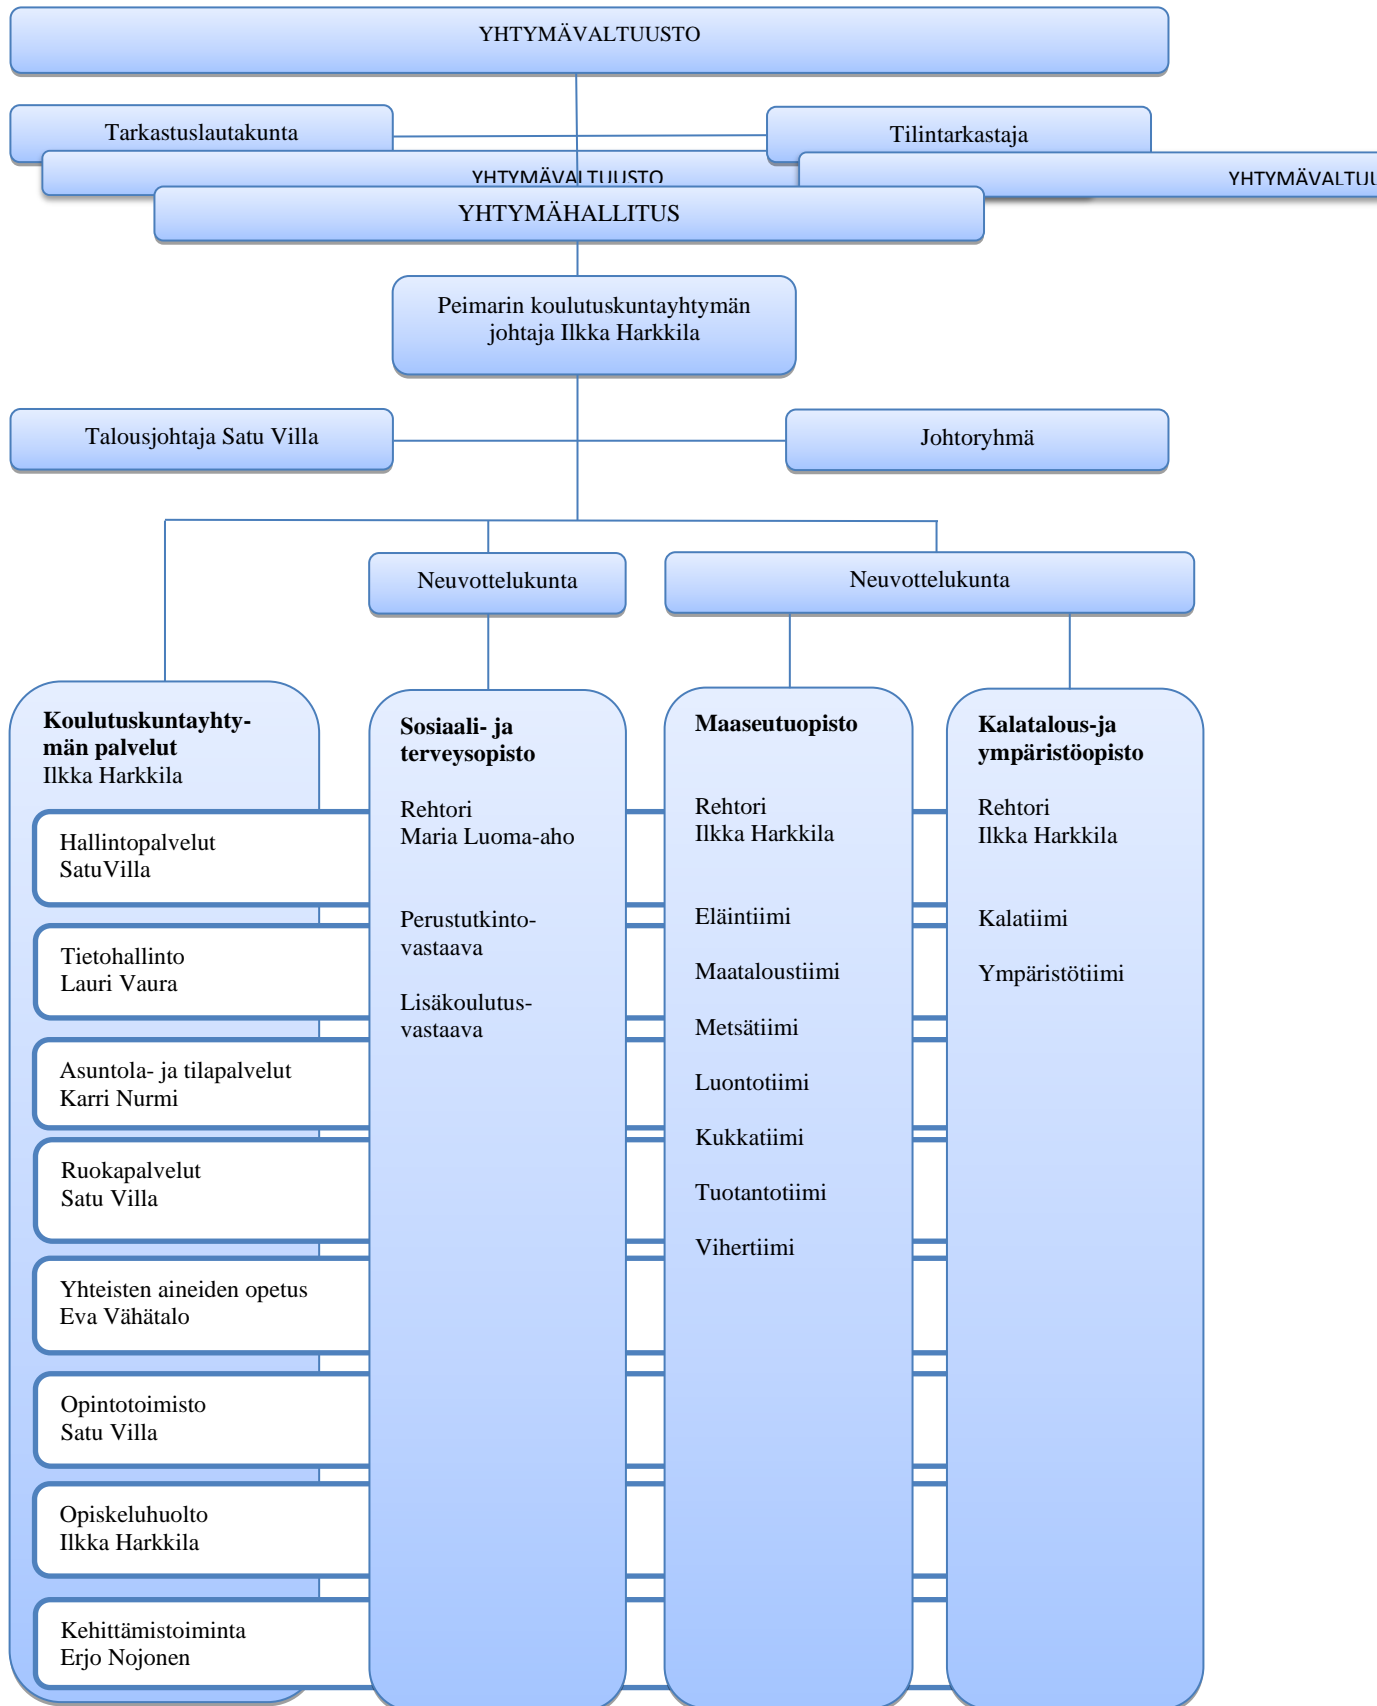 YHTYMÄVALTUUSTO
Tarkastuslautakunta
Tilintarkastaja
YHTYMÄVALTUUSTO
YHTYMÄVALTUU
YHTYMÄHALLITUS
Peimarin koulutuskuntayhtymän
johtaja Ilkka Harkkila
Talousjohtaja Satu Villa
Johtoryhmä
Neuvottelukunta
Neuvottelukunta
Koulutuskuntayhty-
män palvelut
Ilkka Harkkila
Hallintopalvelut
SatuVilla
Tietohallinto
Lauri Vaura
Asuntola- ja tilapalvelut
Karri Nurmi
Ruokapalvelut
Satu Villa
Yhteisten aineiden opetus
Eva Vähätalo
Opintotoimisto
Satu Villa
Opiskeluhuolto
Ilkka Harkkila
Kehittämistoiminta
Erjo Nojonen
Sosiaali- ja
terveysopisto
Rehtori
Maria Luoma-aho
Perustutkinto-
vastaava
Lisäkoulutus-
vastaava
Maaseutuopisto
Rehtori
Ilkka Harkkila
Eläintiimi
Maataloustiimi
Metsätiimi
Luontotiimi
Kukkatiimi
Tuotantotiimi
Vihertiimi
Kalatalous-ja
ympäristöopisto
Rehtori
Ilkka Harkkila
Kalatiimi
Ympäristötiimi